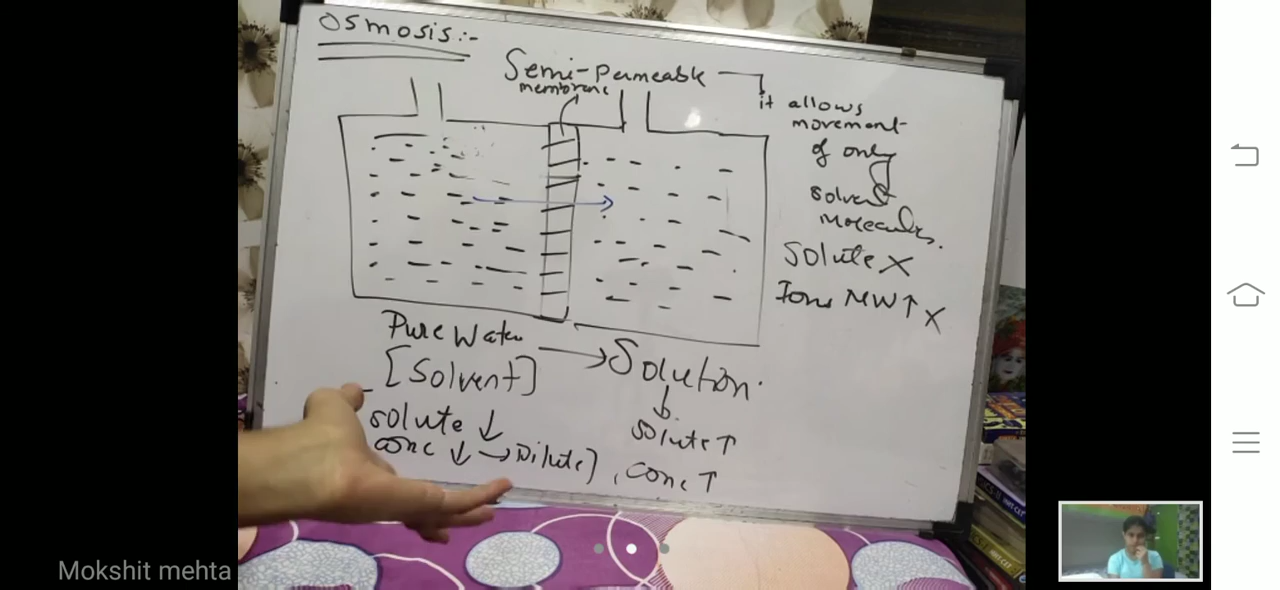 Osmosis:-
Semi-Permeable
membrane
it allows
movement
of only
solvent
Molecules.
Solute X
Ions MW↑ X
Pure Water → Solution.
[Solvent]
solute ↓
conc ↓ → Dilute]
solute ↑
, conc ↑
Mokshit mehta